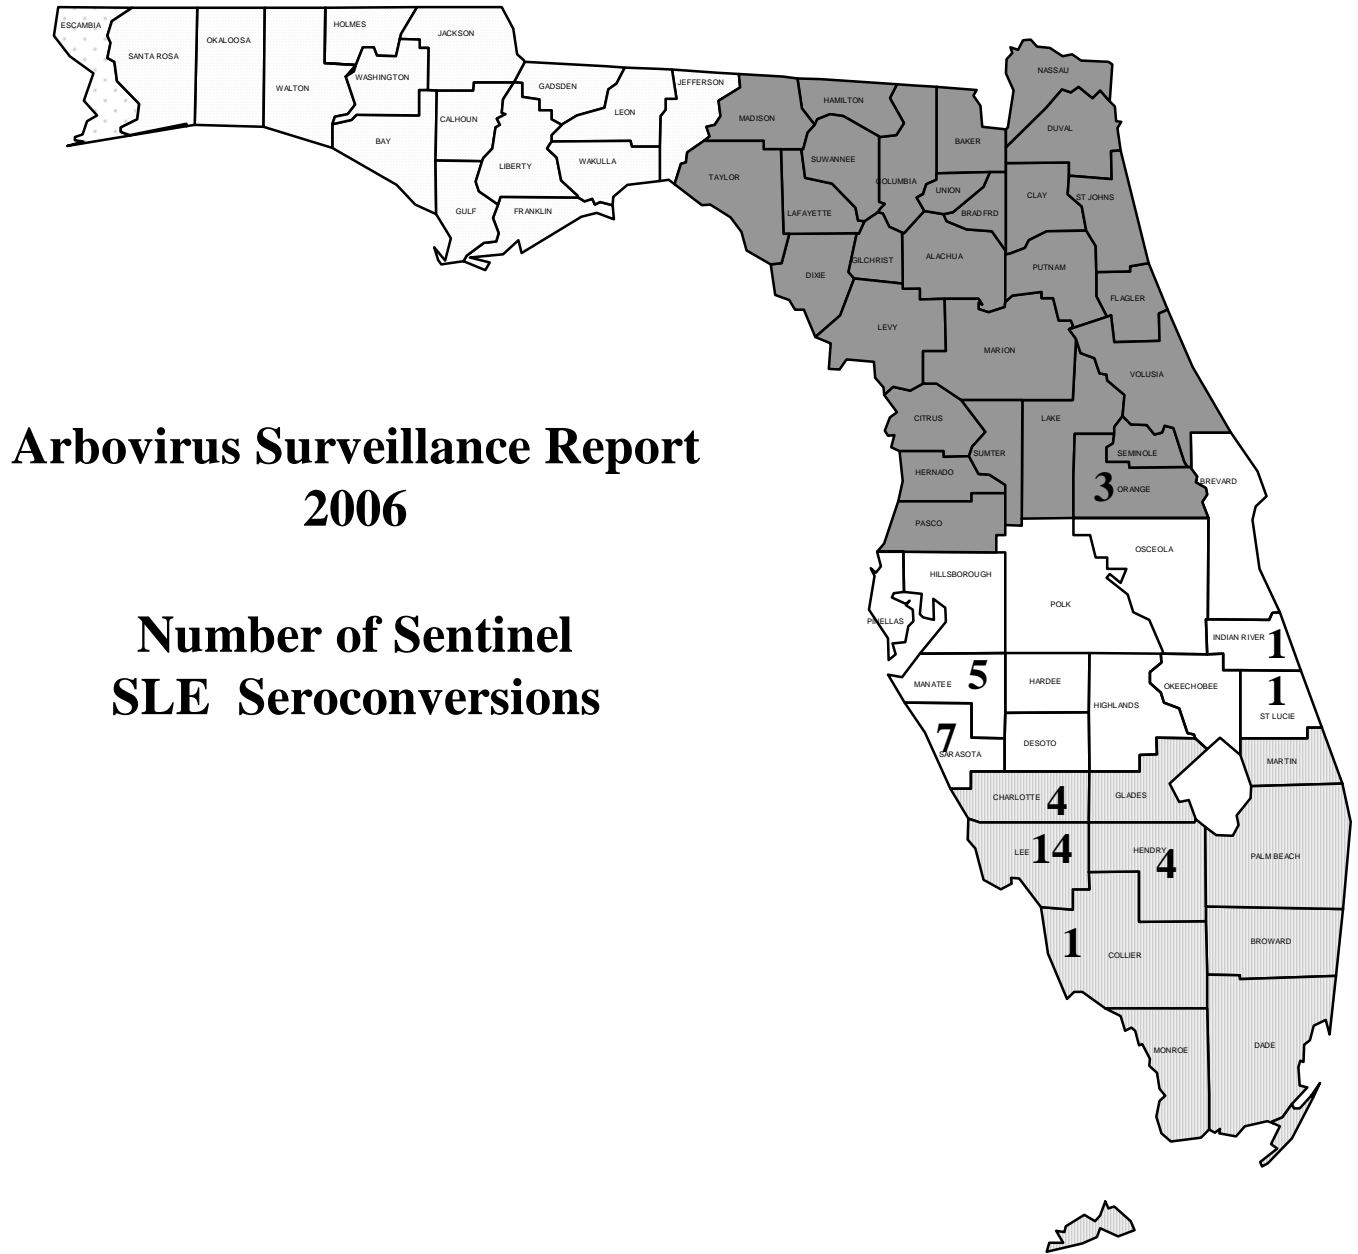 ESCAMBIA
SANTA ROSA
OKALOOSA
WALTON
HOLMES
WASHINGTON
JACKSON
BAY
CALHOUN
GULF
GADSDEN
LIBERTY
FRANKLIN
LEON
WAKULLA
JEFFERSON
MADISON
TAYLOR
HAMILTON
SUWANNEE
LAFAYETTE
DIXIE
COLUMBIA
GILCHRIST
BAKER
UNION
BRADFRD
ALACHUA
LEVY
NASSAU
DUVAL
CLAY
ST JOHNS
PUTNAM
FLAGLER
MARION
VOLUSIA
CITRUS
SUMTER
LAKE
SEMINOLE
HERNADO
3 ORANGE
BREVARD
PASCO
Arbovirus Surveillance Report
2006
Number of Sentinel
SLE Seroconversions
OSCEOLA
HILLSBOROUGH
POLK
PINELLAS
INDIAN RIVER 1
MANATEE 5
HARDEE
HIGHLANDS
OKEECHOBEE
1
ST LUCIE
7
SARASOTA
DESOTO
MARTIN
CHARLOTTE 4
GLADES
LEE 14
HENDRY 4
PALM BEACH
1
COLLIER
BROWARD
MONROE
DADE